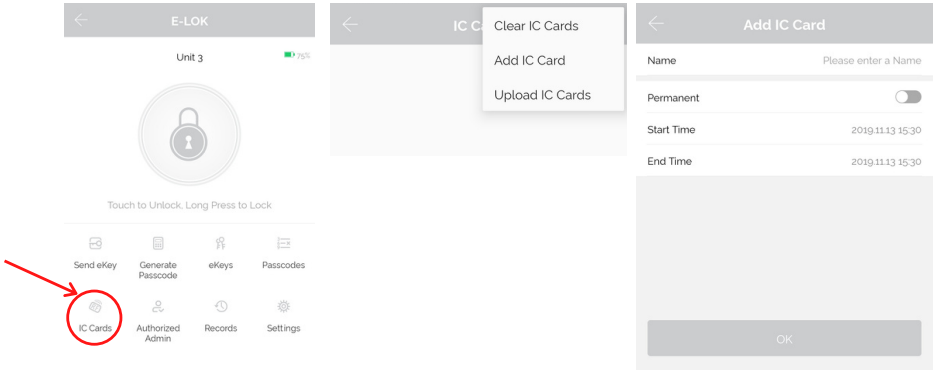 E-LOK
Unit 3
75%
Touch to Unlock, Long Press to Lock
Send eKey
Generate
Passcode
eKeys
Passcodes
IC Cards
Authorized
Admin
Records
Settings
IC Ca
Clear IC Cards
Add IC Card
Upload IC Cards
Add IC Card
Name Please enter a Name
Permanent
Start Time 2019.11.13 15:30
End Time 2019.11.13 15:30
OK